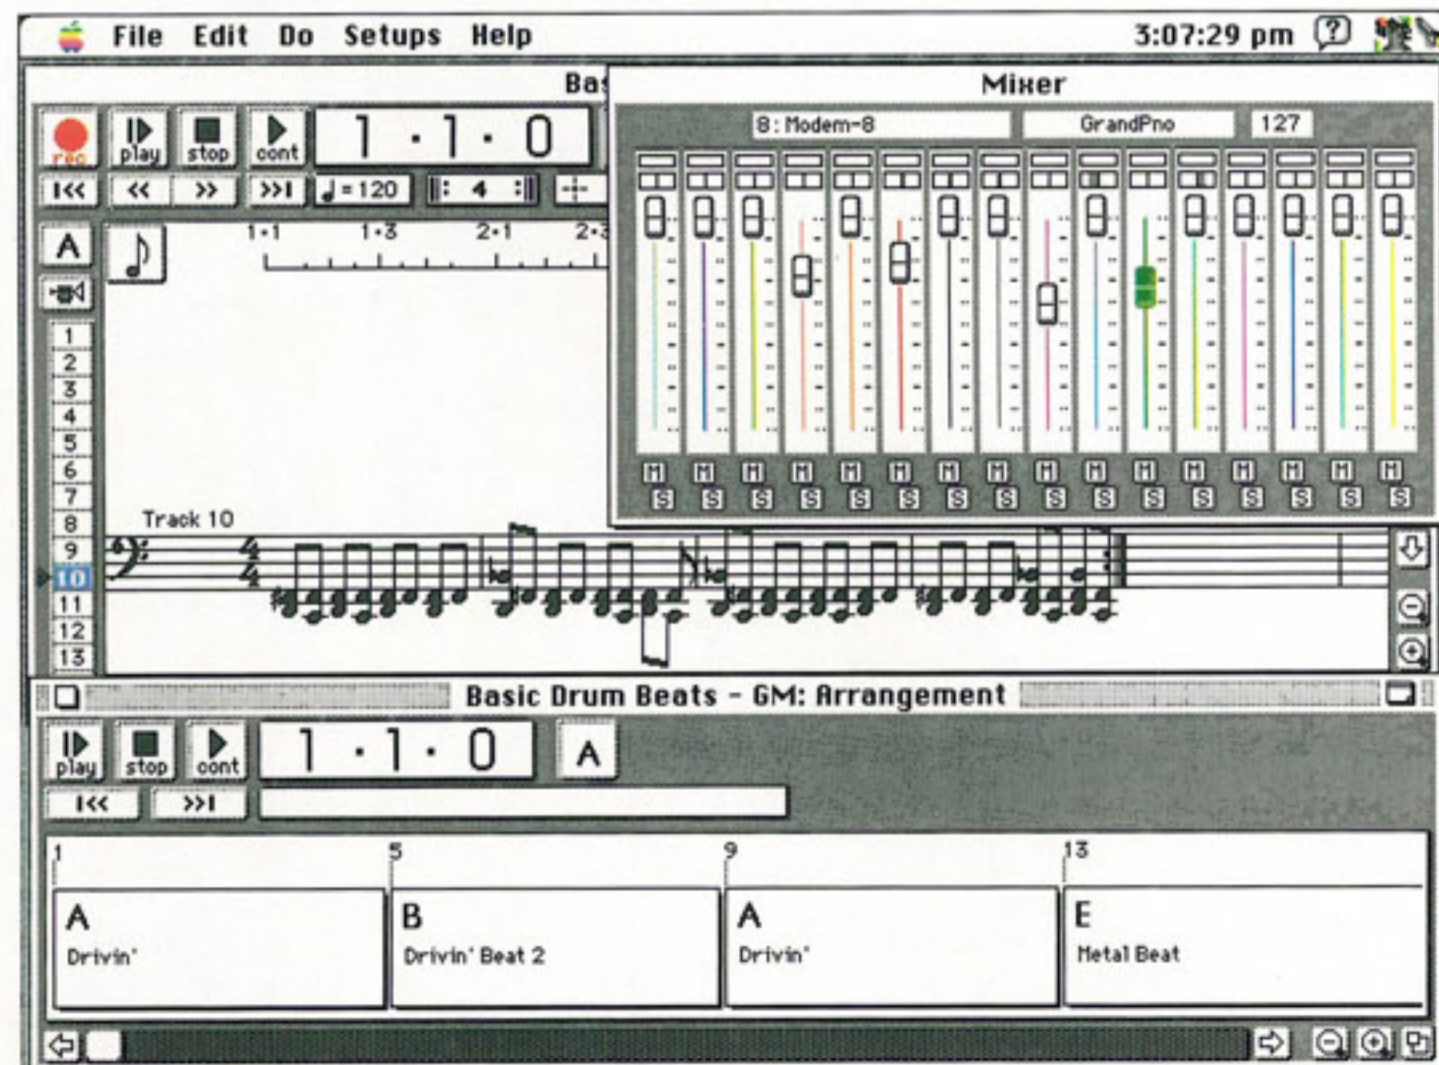 File Edit Do Setups Help 3:07:29 pm
Bas
Mixer
rec play stop cont 1 · 1 · 0
8: Modem-8 GrandPno 127
I<< << >> >>I ♩=120 4
A
1·1 1·3 2·1 2·3
1
2
3
4
5
6
7
8
9
10
11
12
13
M M M M M M M M M M M M M M M M
S S S S S S S S S S S S S S S S
Track 10
Basic Drum Beats - GM: Arrangement
play stop cont 1 · 1 · 0 A
I<< >>I
1 5 9 13
A B A E
Drivin' Drivin' Beat 2 Drivin' Metal Beat